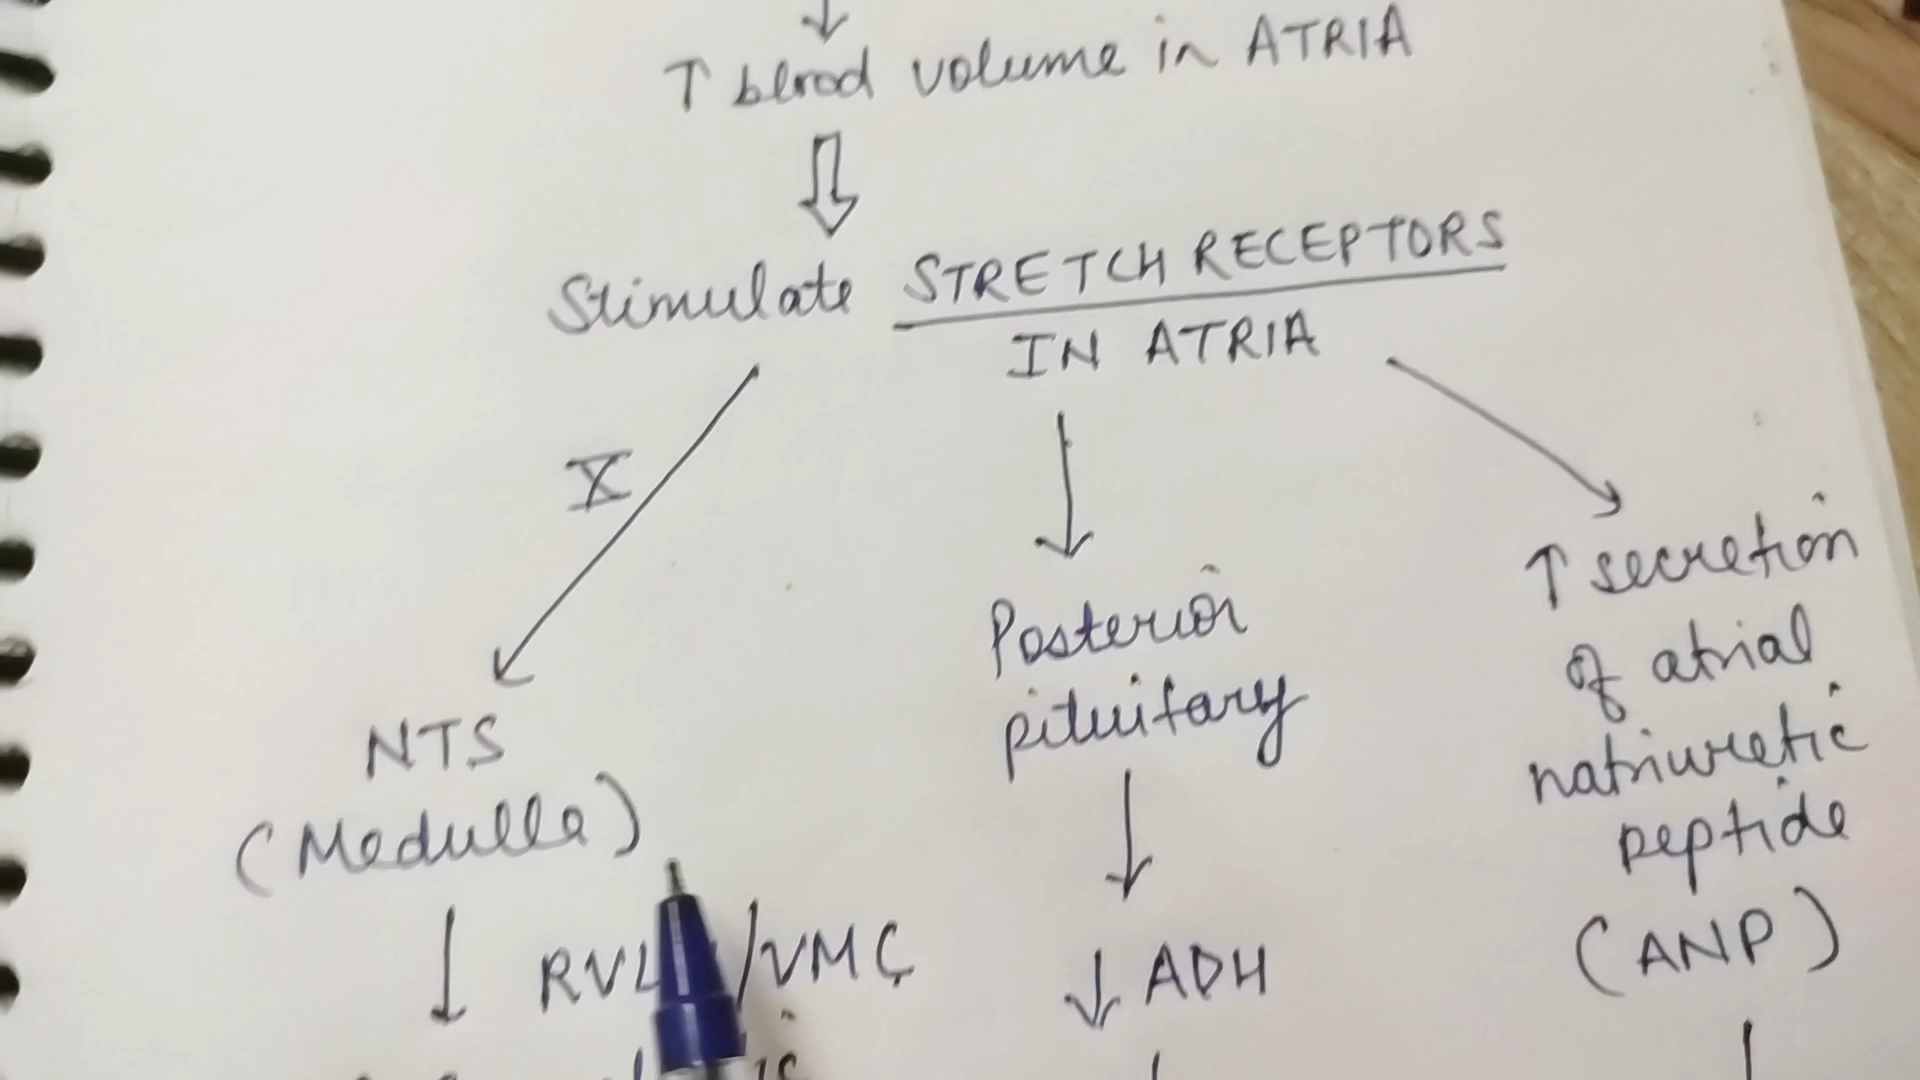 ↓
↑ blood volume in ATRIA
⇓
Stimulate STRETCH RECEPTORS
IN ATRIA
X
NTS
(Medulla)
↓ /VMC
↓
Posterior
pituitary
↓
↓ ADH
↑ secretion
of atrial
natriuretic
peptide
(ANP)